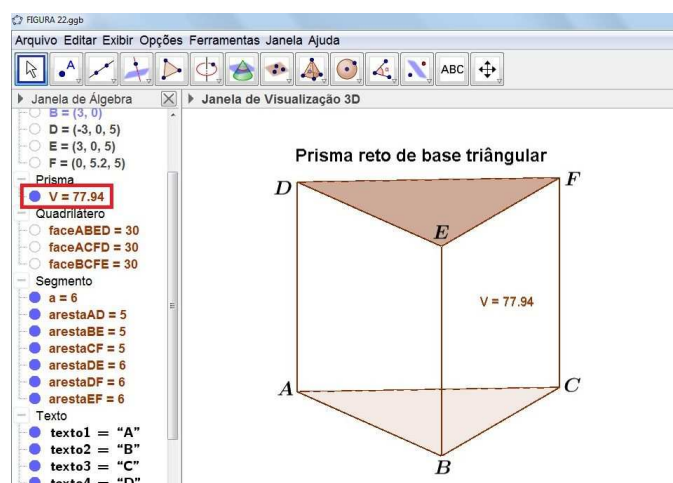 FIGURA 22.ggb
Arquivo Editar Exibir Opções Ferramentas Janela Ajuda
A
ABC
Janela de Álgebra
Janela de Visualização 3D
B = (3, 0)
D = (-3, 0, 5)
E = (3, 0, 5)
F = (0, 5.2, 5)
Prisma
V = 77.94
Quadrilátero
faceABED = 30
faceACFD = 30
faceBCFE = 30
Segmento
a = 6
arestaAD = 5
arestaBE = 5
arestaCF = 5
arestaDE = 6
arestaDF = 6
arestaEF = 6
Texto
texto1 = “A”
texto2 = “B”
texto3 = “C”
texto4 = “D”
Prisma reto de base triângular
D
F
E
V = 77.94
A
C
B